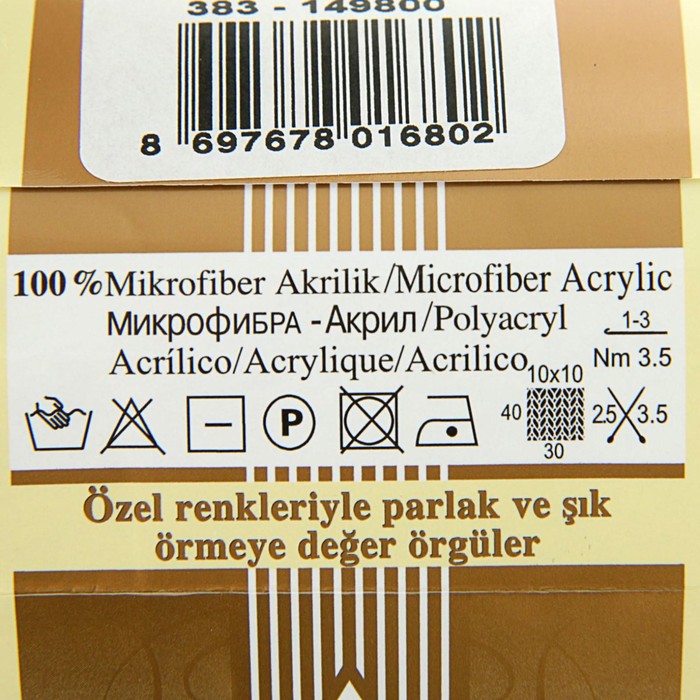 383 - 149800
8 697678 016802
100 % Mikrofiber Akrilik/Microfiber Acrylic
МИКРОФИБРА - АКРИЛ/Polyacryl
1-3
Acrílico/Acrylique/Acrilico
Nm 3.5
10x10
P
40
30
2.5
3.5
Özel renkleriyle parlak ve şık
örmeye değer örgüler